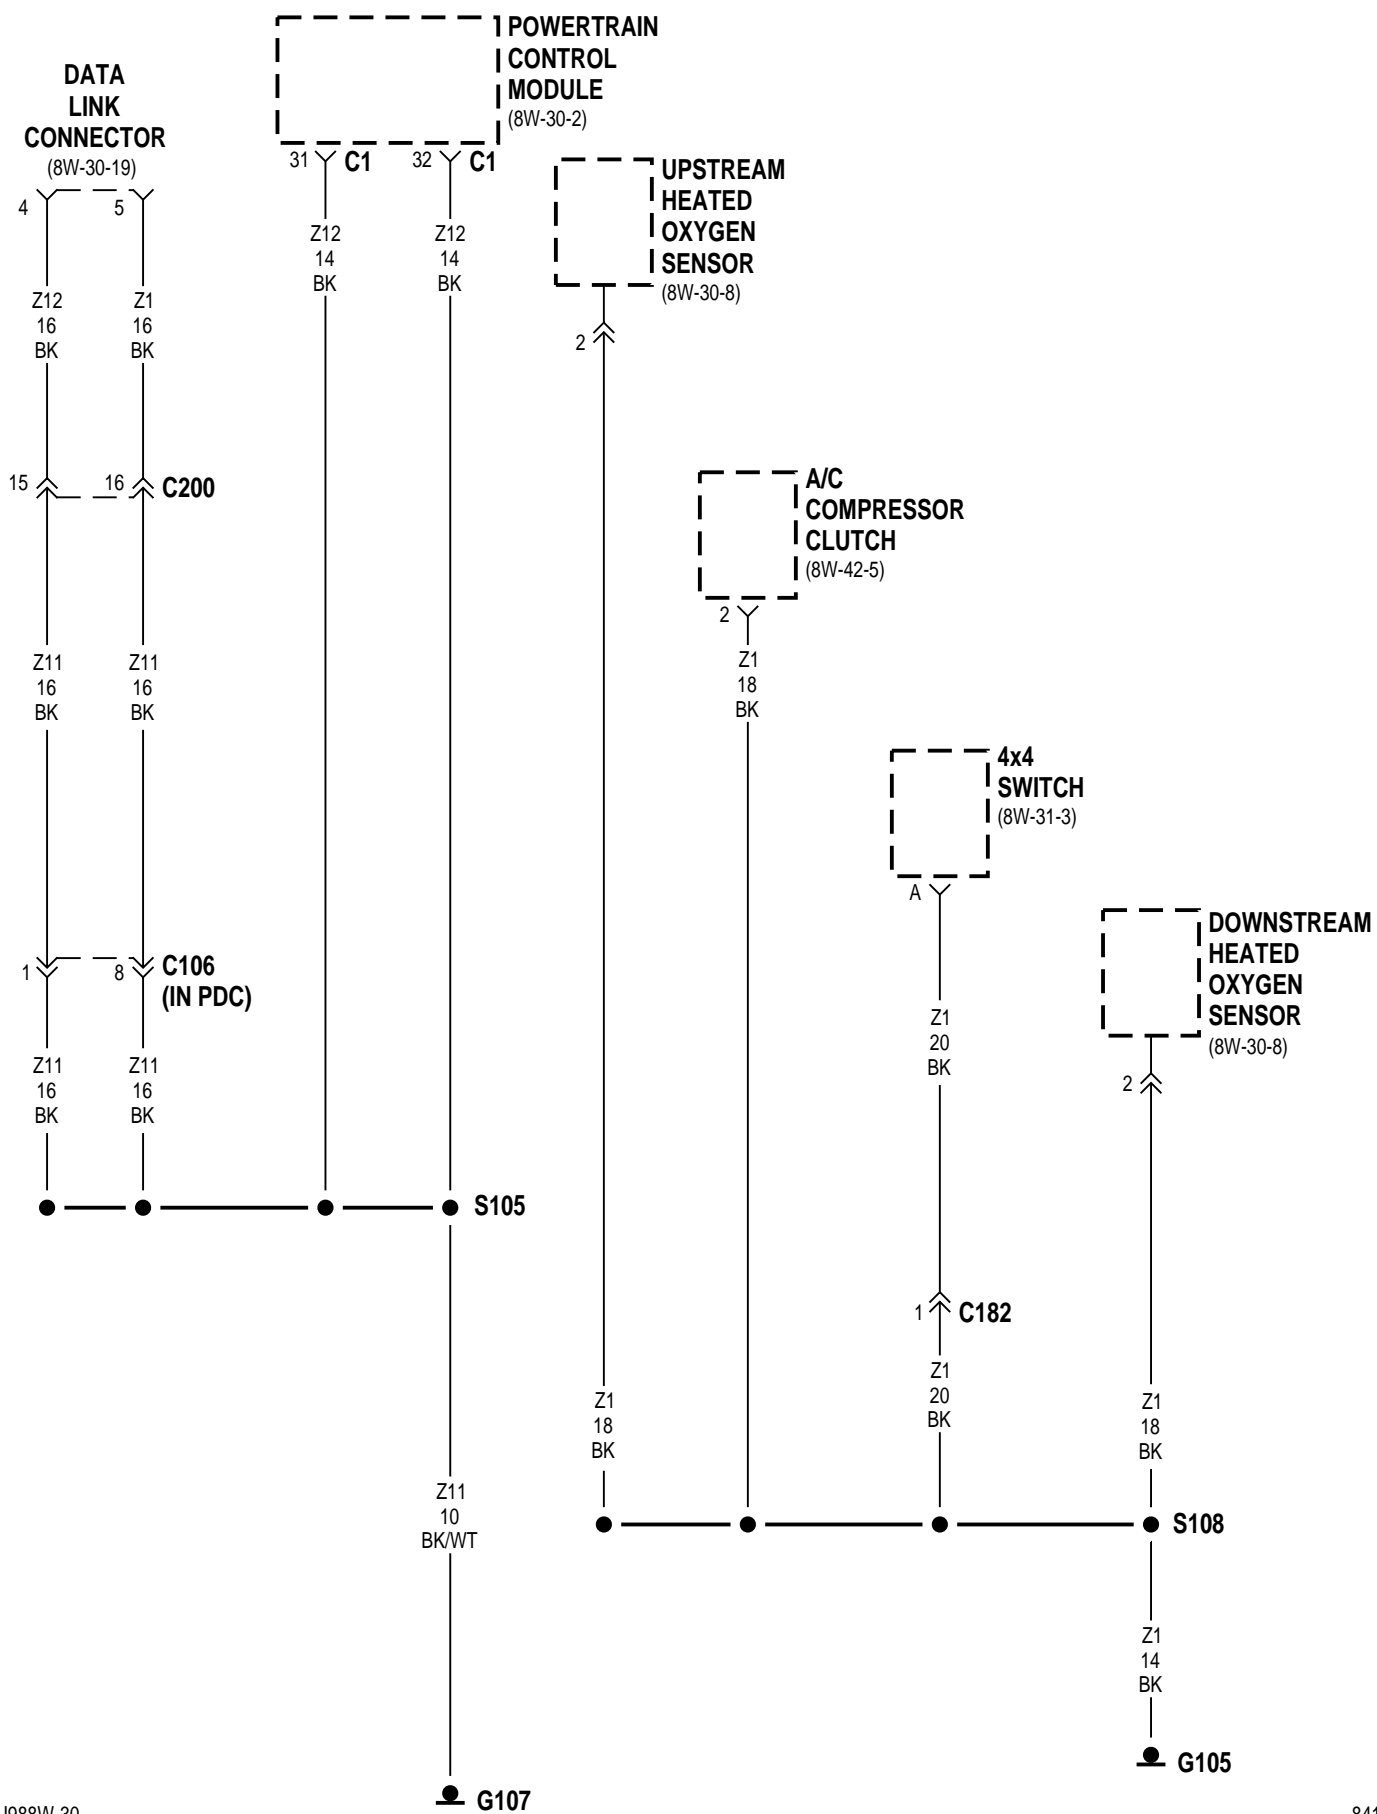 POWERTRAIN
CONTROL
MODULE
(8W-30-2)
DATA
LINK
CONNECTOR
(8W-30-19)
31
C1
32
C1
4
5
UPSTREAM
HEATED
OXYGEN
SENSOR
(8W-30-8)
2
Z12
14
BK
Z12
14
BK
Z12
16
BK
Z1
16
BK
15
16
C200
A/C
COMPRESSOR
CLUTCH
(8W-42-5)
2
Z11
16
BK
Z11
16
BK
Z1
18
BK
4x4
SWITCH
(8W-31-3)
A
DOWNSTREAM
HEATED
OXYGEN
SENSOR
(8W-30-8)
2
1
8
C106
(IN PDC)
Z1
20
BK
Z11
16
BK
Z11
16
BK
S105
1
C182
Z1
20
BK
Z1
18
BK
Z1
18
BK
Z11
10
BK/WT
S108
Z1
14
BK
G105
G107